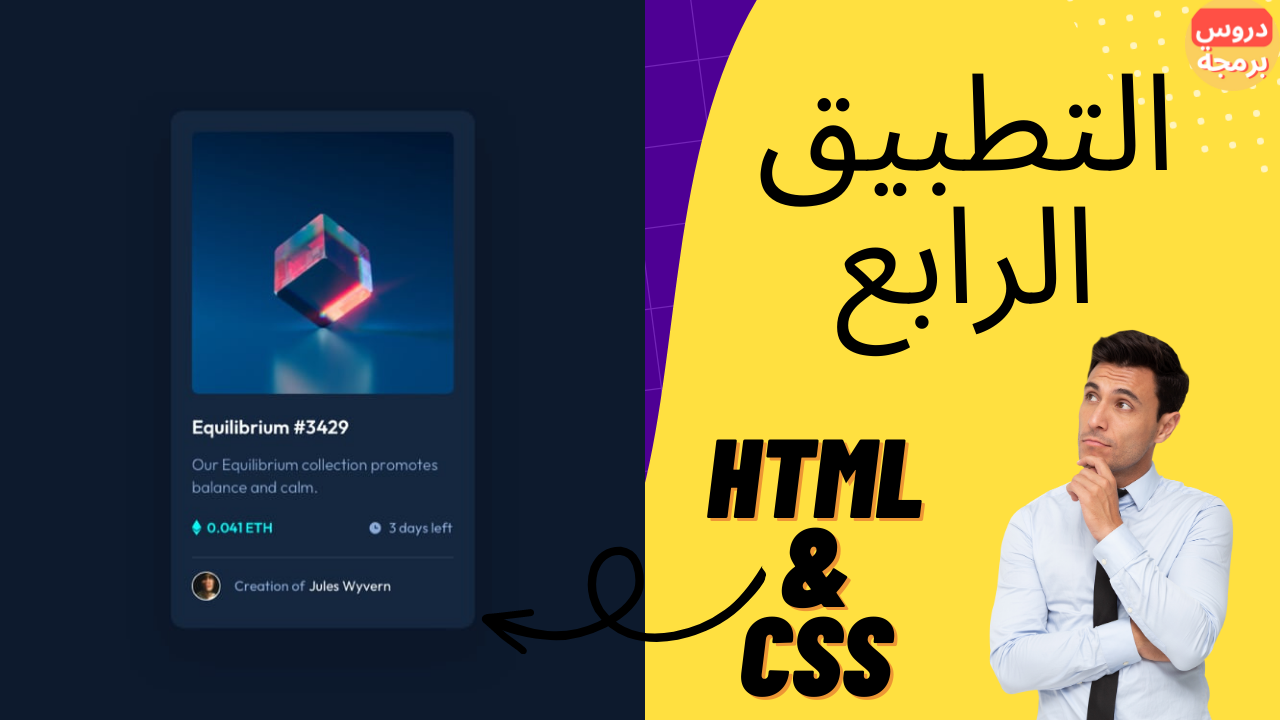 دروس
برمجة
التطبيق
الرابع
HTML
&
CSS
Equilibrium #3429
Our Equilibrium collection promotes
balance and calm.
0.041 ETH
3 days left
Creation of Jules Wyvern